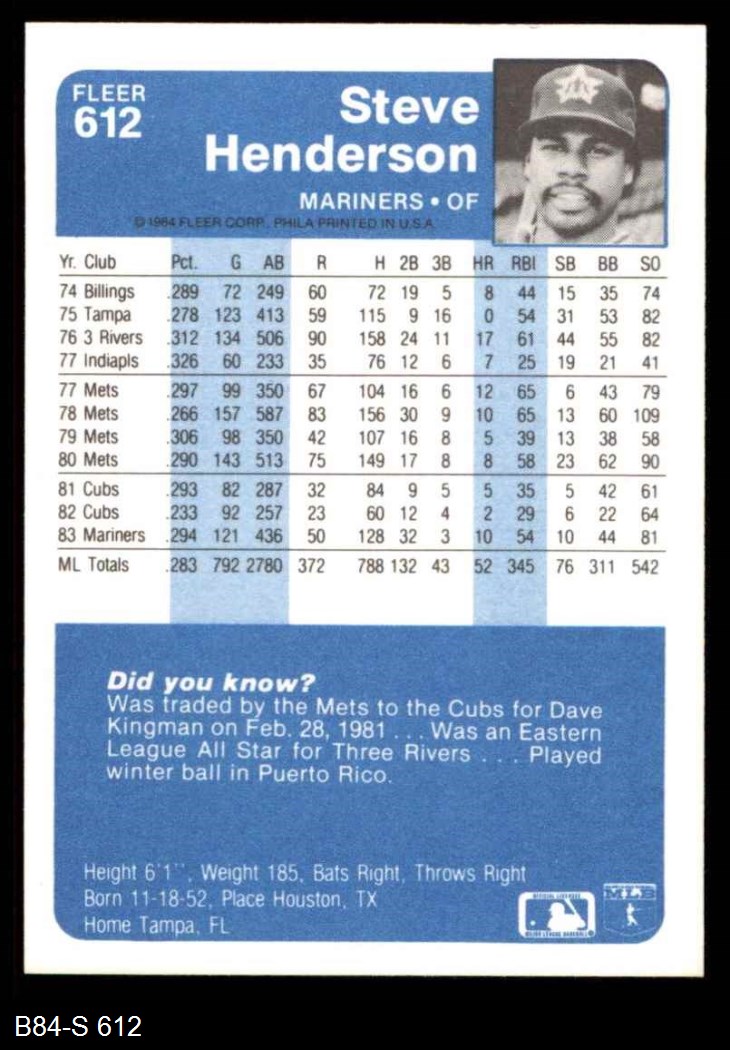 FLEER
612
Steve
Henderson
MARINERS • OF
© 1984 FLEER CORP. PHILA PRINTED IN U.S.A.
Yr. Club Pct. G AB R H 2B 3B HR RBI SB BB SO
74 Billings .289 72 249 60 72 19 5 8 44 15 35 74
75 Tampa .278 123 413 59 115 9 16 0 54 31 53 82
76 3 Rivers .312 134 506 90 158 24 11 17 61 44 55 82
77 Indiapls .326 60 233 35 76 12 6 7 25 19 21 41
77 Mets .297 99 350 67 104 16 6 12 65 6 43 79
78 Mets .266 157 587 83 156 30 9 10 65 13 60 109
79 Mets .306 98 350 42 107 16 8 5 39 13 38 58
80 Mets .290 143 513 75 149 17 8 8 58 23 62 90
81 Cubs .293 82 287 32 84 9 5 5 35 5 42 61
82 Cubs .233 92 257 23 60 12 4 2 29 6 22 64
83 Mariners .294 121 436 50 128 32 3 10 54 10 44 81
ML Totals .283 792 2780 372 788 132 43 52 345 76 311 542
Did you know?
Was traded by the Mets to the Cubs for Dave
Kingman on Feb. 28, 1981 . . . Was an Eastern
League All Star for Three Rivers . . . Played
winter ball in Puerto Rico.
Height 6'1", Weight 185, Bats Right, Throws Right
Born 11-18-52, Place Houston, TX
Home Tampa, FL
B84-S 612